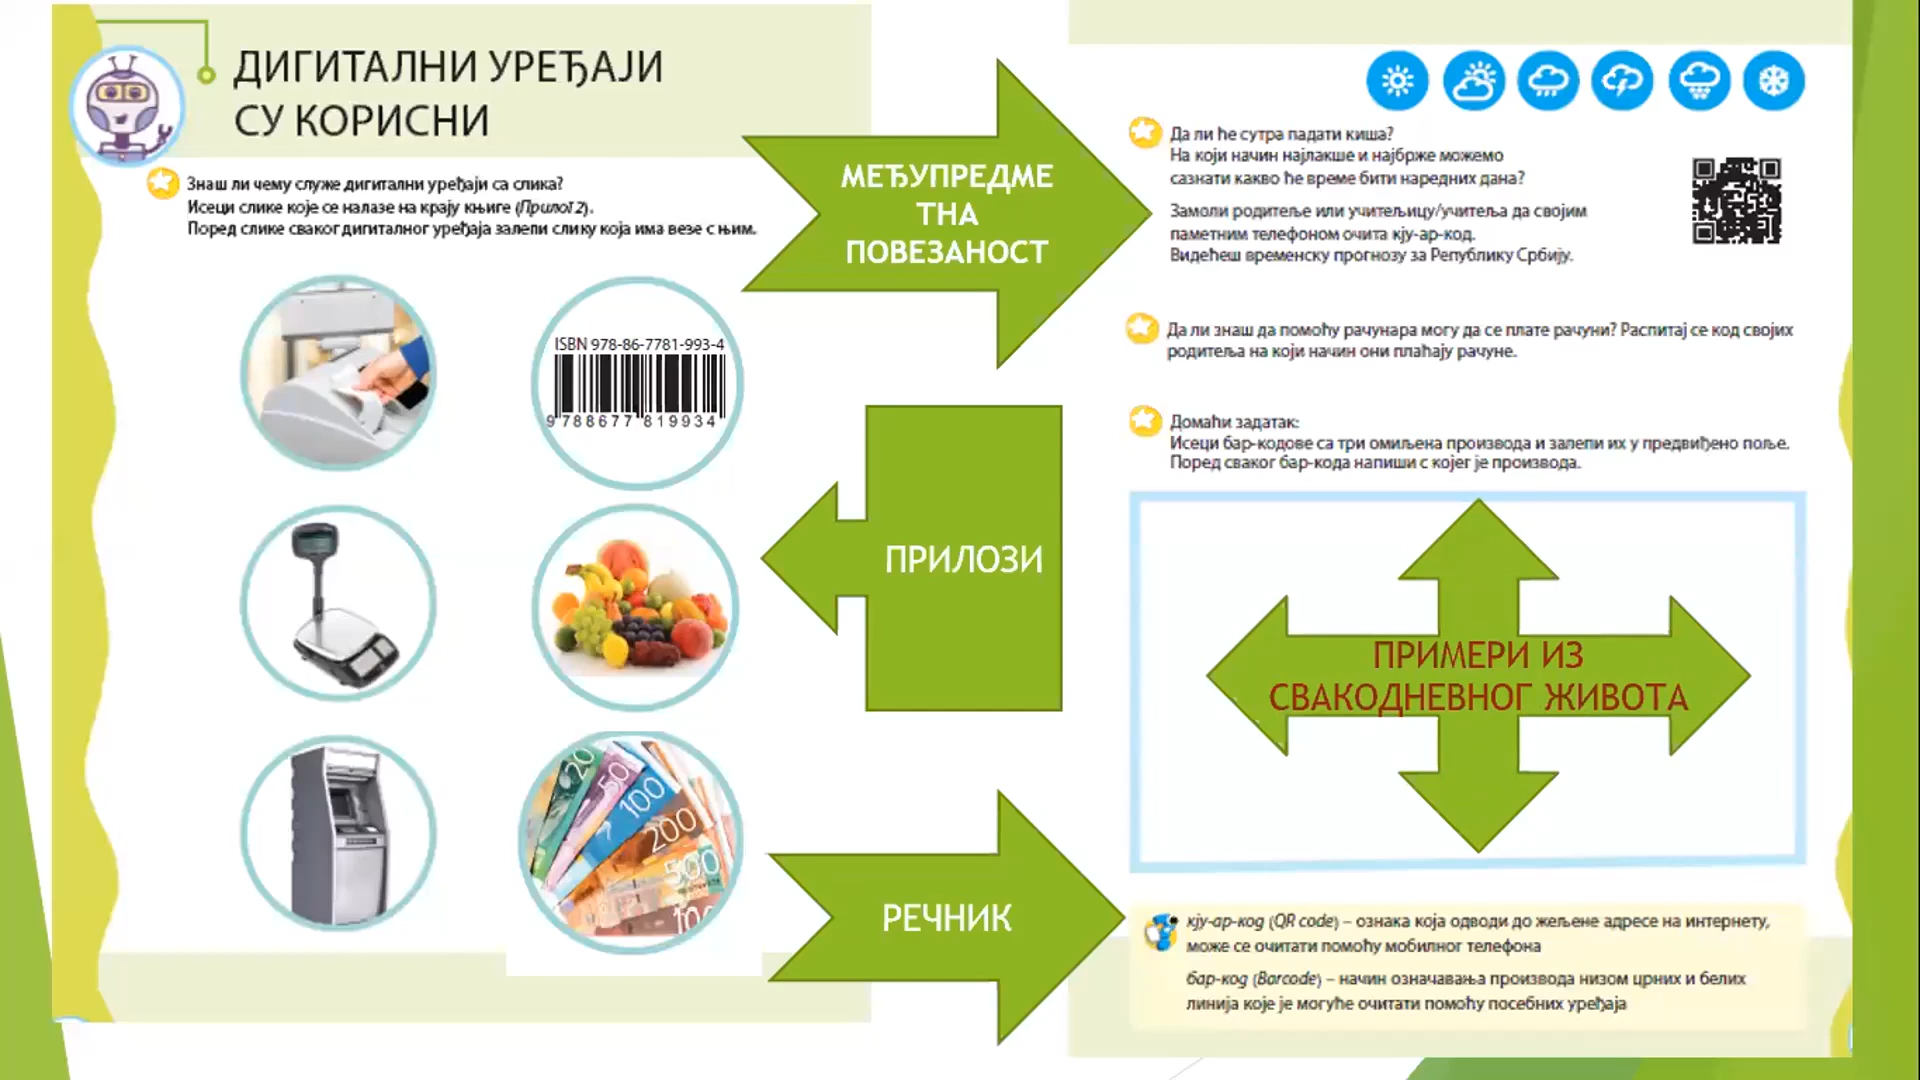 ДИГИТАЛНИ УРЕЂАЈИ
СУ КОРИСНИ
Знаш ли чему служе дигитални уређаји са слика?
Исеци слике које се налазе на крају књиге (Прилог 2).
Поред слике сваког дигиталног уређаја залепи слику која има везе с њим.
ISBN 978-86-7781-993-4
9 788677 819934
20
50
100
200
500
100
МЕЂУПРЕДМЕ
ТНА
ПОВЕЗАНОСТ
ПРИЛОЗИ
РЕЧНИК
Да ли ће сутра падати киша?
На који начин најлакше и најбрже можемо
сазнати какво ће време бити наредних дана?
Замоли родитеље или учитељицу/учитеља да својим
паметним телефоном очита кју-ар-код.
Видећеш временску прогнозу за Републику Србију.
Да ли знаш да помоћу рачунара могу да се плате рачуни? Распитај се код својих
родитеља на који начин они плаћају рачуне.
Домаћи задатак:
Исеци бар-кодове са три омиљена производа и залепи их у предвиђено поље.
Поред сваког бар-кода напиши с којег је производа.
ПРИМЕРИ ИЗ
СВАКОДНЕВНОГ ЖИВОТА
кју-ар-код (QR code) – ознака која одводи до жељене адресе на интернету,
може се очитати помоћу мобилног телефона
бар-код (Barcode) – начин означавања производа низом црних и белих
линија које је могуће очитати помоћу посебних уређаја